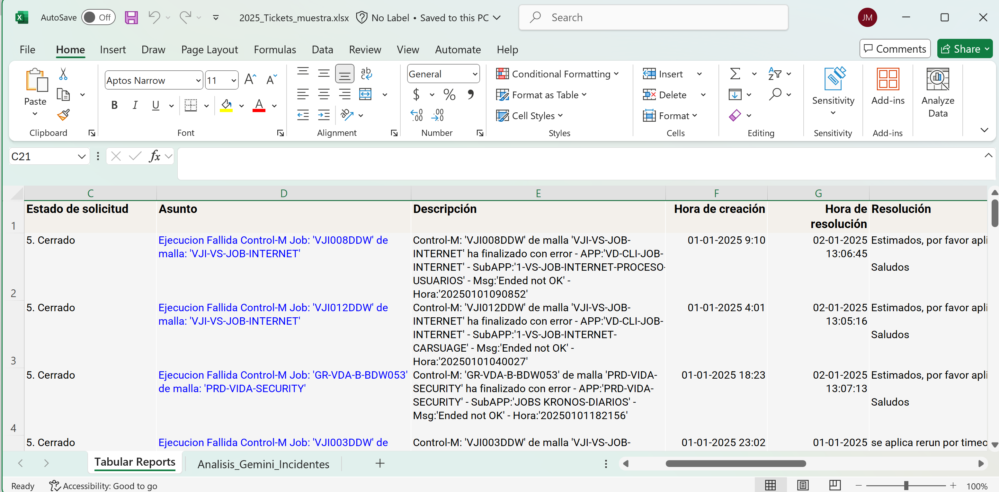 AutoSave Off 2025_Tickets_muestra.xlsx No Label • Saved to this PC Search JM
File Home Insert Draw Page Layout Formulas Data Review View Automate Help Comments Share
Paste
Clipboard
Aptos Narrow 11
B I U A
Font
Alignment
General
$ % 9
Number
Conditional Formatting
Format as Table
Cell Styles
Styles
Insert
Delete
Format
Cells
Editing
Sensitivity
Sensitivity
Add-ins
Add-ins
Analyze
Data
C21 fx
C D E F G
1
Estado de solicitud
Asunto
Descripción
Hora de creación
Hora de
resolución
Resolución
2
5. Cerrado
Ejecucion Fallida Control-M Job: 'VJI008DDW' de
malla: 'VJI-VS-JOB-INTERNET'
Control-M: 'VJI008DDW' de malla 'VJI-VS-JOB-
INTERNET' ha finalizado con error - APP:'VD-CLI-JOB-
INTERNET' - SubAPP:'1-VS-JOB-INTERNET-PROCESO-
USUARIOS' - Msg:'Ended not OK' -
Hora:'20250101090852'
01-01-2025 9:10
02-01-2025
13:06:45
Estimados, por favor apli
Saludos
3
5. Cerrado
Ejecucion Fallida Control-M Job: 'VJI012DDW' de
malla: 'VJI-VS-JOB-INTERNET'
Control-M: 'VJI012DDW' de malla 'VJI-VS-JOB-
INTERNET' ha finalizado con error - APP:'VD-CLI-JOB-
INTERNET' - SubAPP:'1-VS-JOB-INTERNET-
CARSUAGE' - Msg:'Ended not OK' -
Hora:'20250101040027'
01-01-2025 4:01
02-01-2025
13:05:16
Estimados, por favor apli
Saludos
4
5. Cerrado
Ejecucion Fallida Control-M Job: 'GR-VDA-B-BDW053'
de malla: 'PRD-VIDA-SECURITY'
Control-M: 'GR-VDA-B-BDW053' de malla 'PRD-VIDA-
SECURITY' ha finalizado con error - APP:'PRD-VIDA-
SECURITY' - SubAPP:'JOBS KRONOS-DIARIOS' -
Msg:'Ended not OK' - Hora:'20250101182156'
01-01-2025 18:23
02-01-2025
13:07:13
Estimados, por favor apli
Saludos
5. Cerrado
Ejecucion Fallida Control-M Job: 'VJI003DDW' de
Control-M: 'VJI003DDW' de malla 'VJI-VS-JOB-
01-01-2025 23:02
01-01-2025
se aplica rerun por timeo
Tabular Reports Analisis_Gemini_Incidentes
Ready Accessibility: Good to go 100%